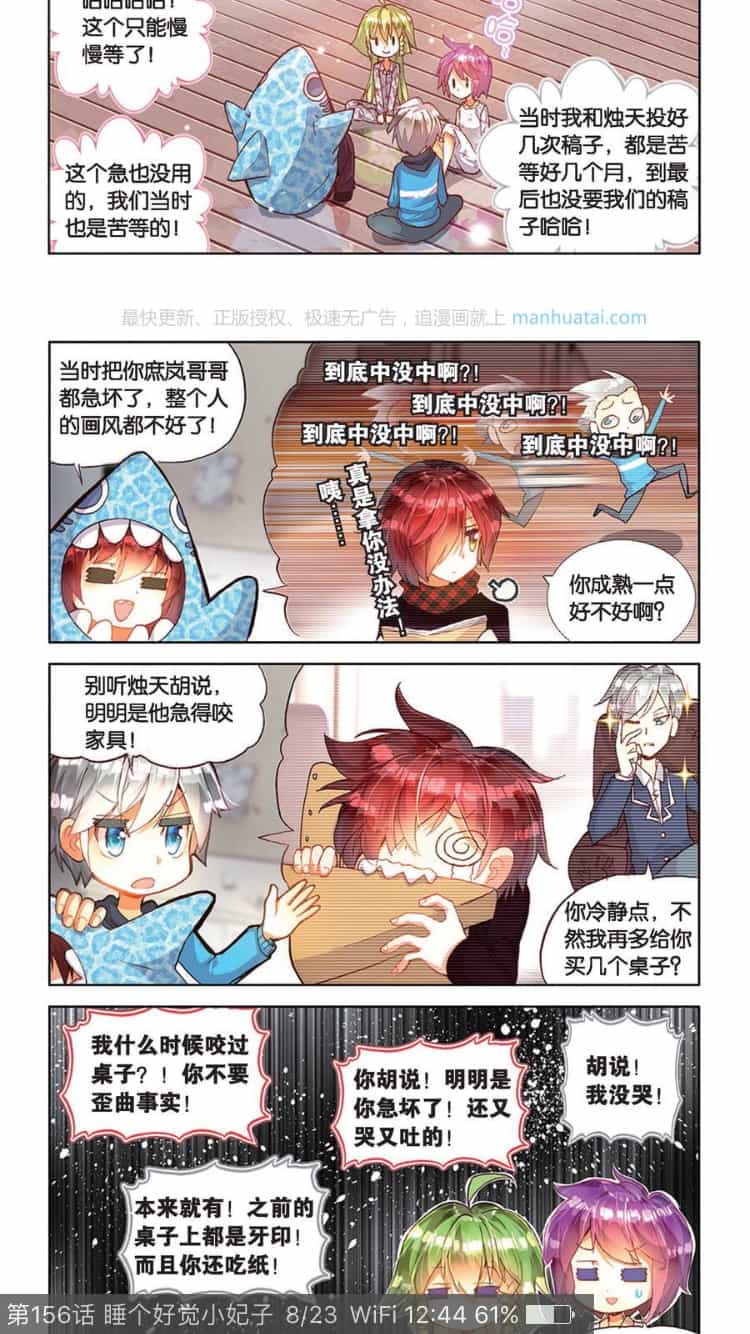 哈哈哈哈！
这个只能慢
慢等了！
哈
哈~
当时我和烛天投好
几次稿子，都是苦
等好几个月，到最
后也没要我们的稿
子哈哈！
这个急也没用
的，我们当时
也是苦等的！
最快更新、正版授权、极速无广告，追漫画就上 manhuatai.com
当时把你庶岚哥哥
都急坏了，整个人
的画风都不好了！
到底中没中啊?!
到底中没中啊?!
到底中没中啊?!
到底中没中啊?!
咦……
真是拿你没办法！
你成熟一点
好不好啊？
别听烛天胡说，
明明是他急得咬
家具！
你冷静点，不
然我再多给你
买几个桌子？
我什么时候咬过
桌子？！你不要
歪曲事实！
你胡说！明明是
你急坏了！还又
哭又吐的！
胡说！
我没哭！
本来就有！之前的
桌子上都是牙印！
而且你还吃纸！
第156话 睡个好觉小妃子 8/23 WiFi 12:44 61%